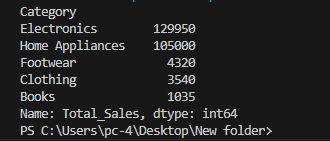 Category
Electronics        129950
Home Appliances    105000
Footwear             4320
Clothing             3540
Books                1035
Name: Total_Sales, dtype: int64
PS C:\Users\pc-4\Desktop\New folder>